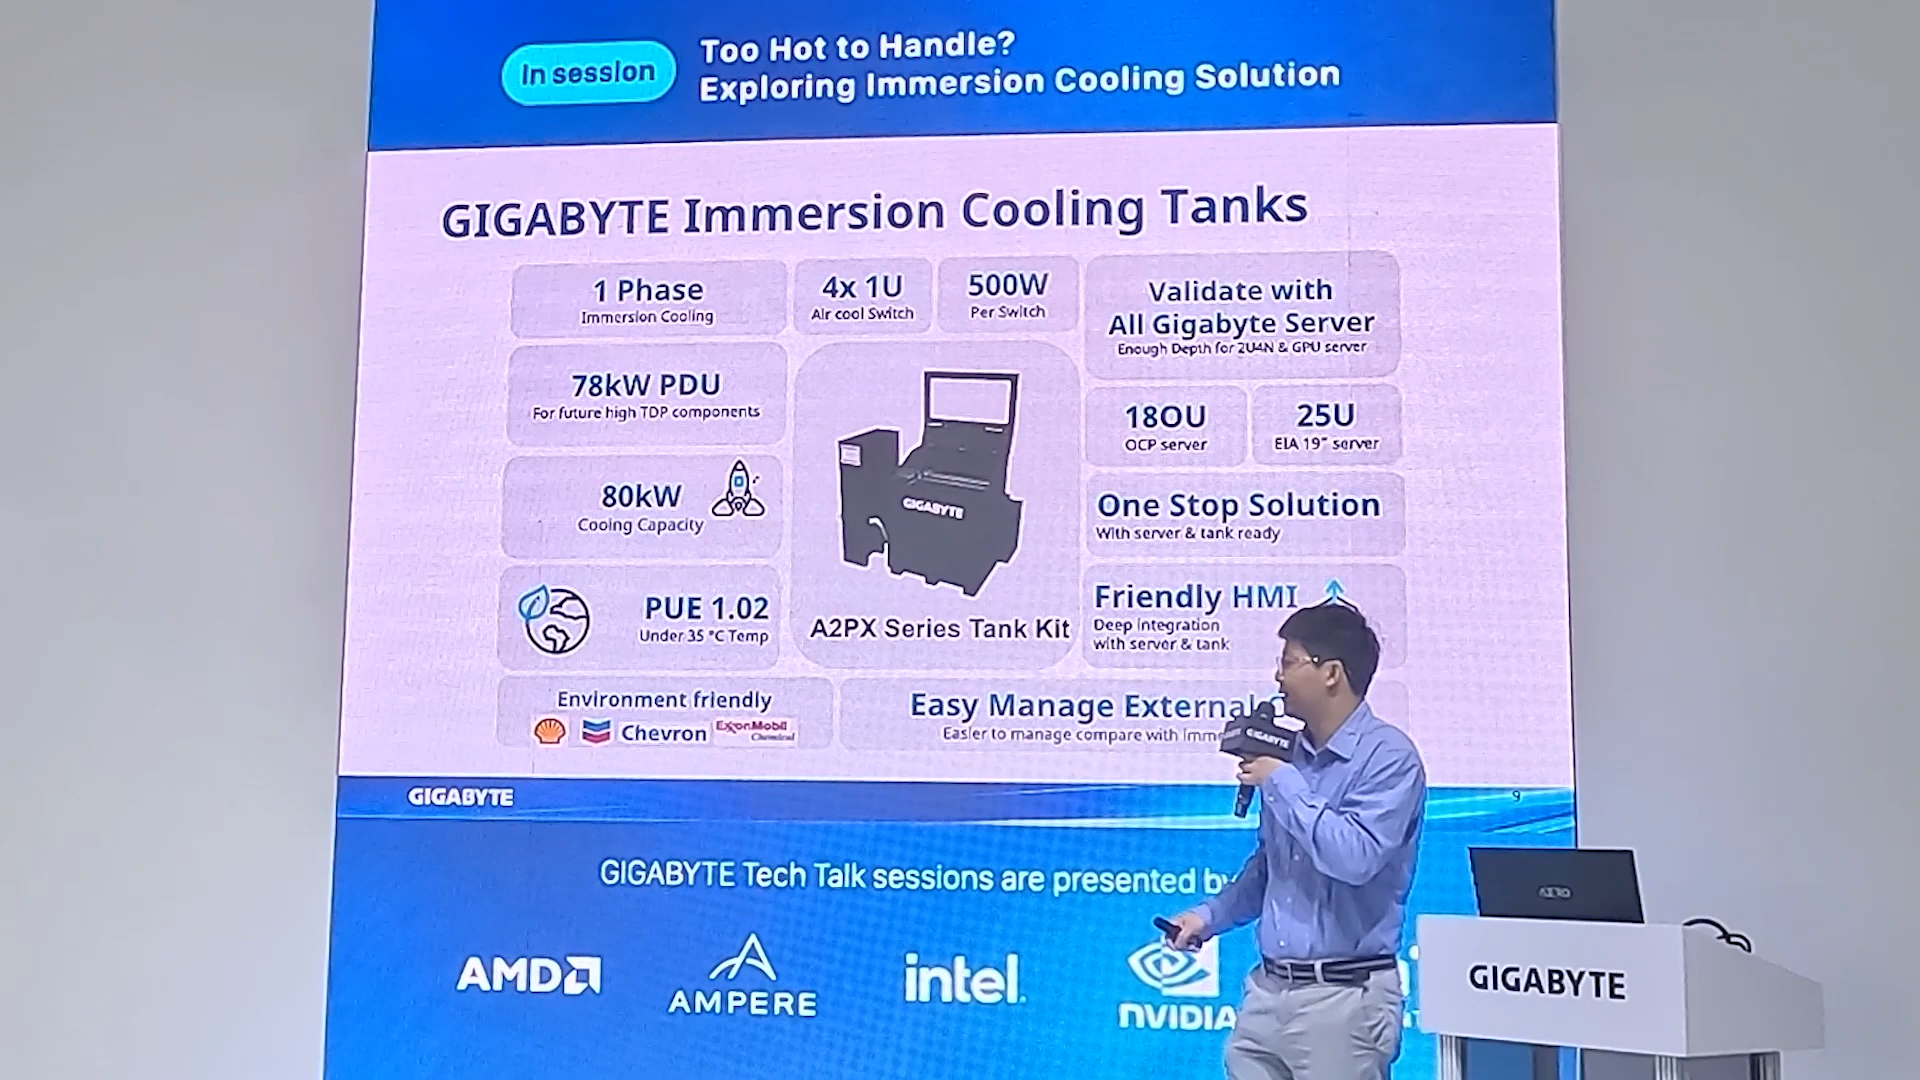 In session
Too Hot to Handle?
Exploring Immersion Cooling Solution
GIGABYTE Immersion Cooling Tanks
1 Phase
Immersion Cooling
4x 1U
Air cool Switch
500W
Per Switch
Validate with
All Gigabyte Server
Enough Depth for 2U4N & GPU server
78kW PDU
For future high TDP components
18OU
OCP server
25U
EIA 19" server
80kW
Cooing Capacity
GIGABYTE
One Stop Solution
With server & tank ready
PUE 1.02
Under 35 °C Temp
A2PX Series Tank Kit
Friendly HMI
Deep Integration
with server & tank
Environment friendly
Chevron
ExxonMobil
Chemical
Easy Manage External
Easier to manage compare with
GIGABYTE
GIGABYTE
9
GIGABYTE Tech Talk sessions are presented by
AMD
AMPERE
intel
NVIDIA
AERO
GIGABYTE